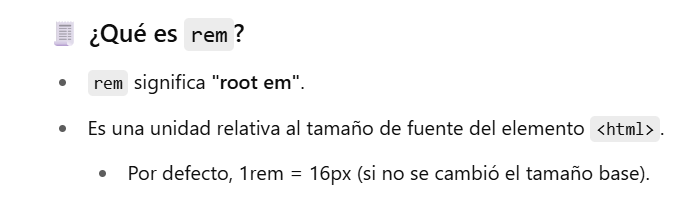 ¿Qué es rem?
rem significa "root em".
Es una unidad relativa al tamaño de fuente del elemento <html>.
Por defecto, 1rem = 16px (si no se cambió el tamaño base).